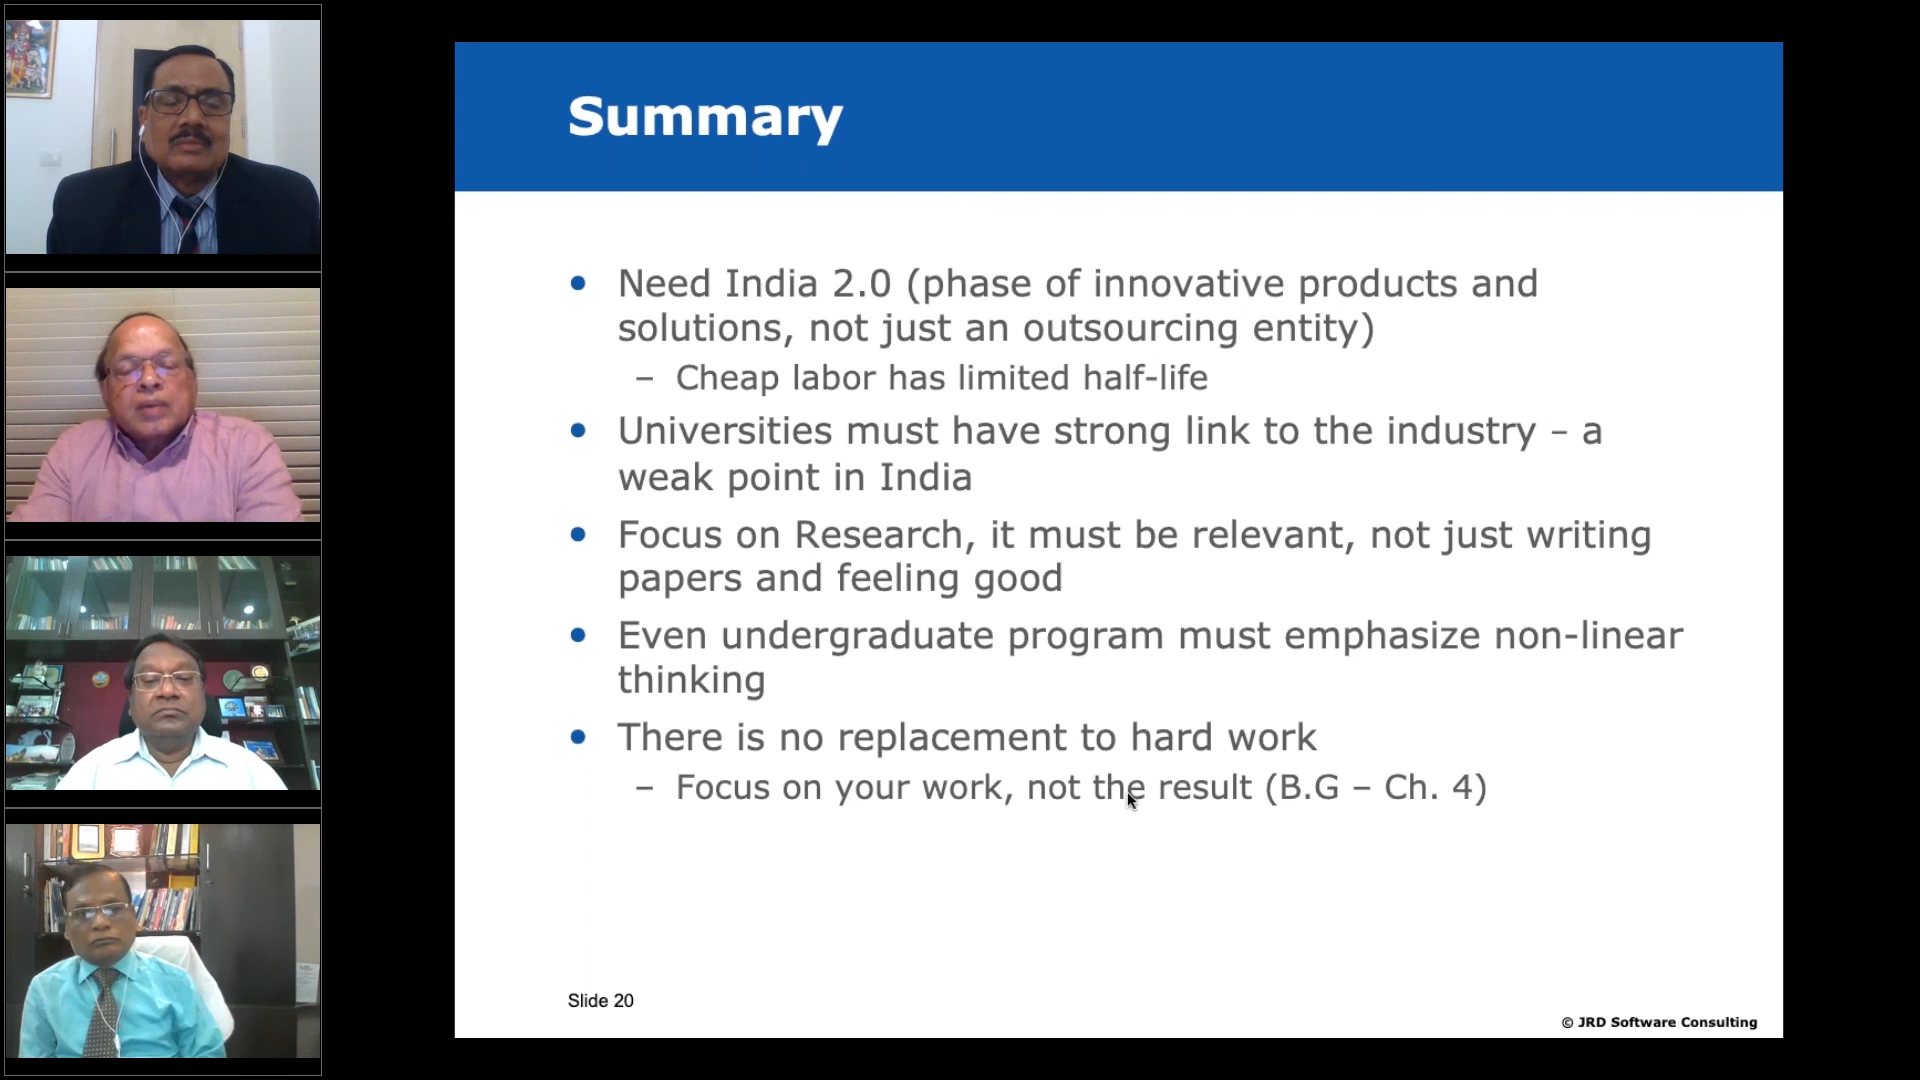 Summary
• Need India 2.0 (phase of innovative products and
solutions, not just an outsourcing entity)
– Cheap labor has limited half-life
• Universities must have strong link to the industry – a
weak point in India
• Focus on Research, it must be relevant, not just writing
papers and feeling good
• Even undergraduate program must emphasize non-linear
thinking
• There is no replacement to hard work
– Focus on your work, not the result (B.G – Ch. 4)
Slide 20
© JRD Software Consulting